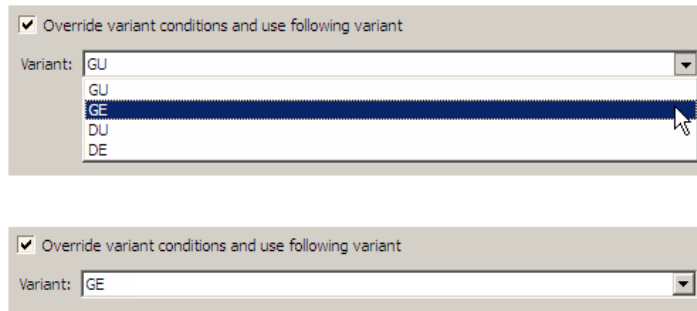 Override variant conditions and use following variant
Variant: GU
GU
GE
DU
DE
Override variant conditions and use following variant
Variant: GE